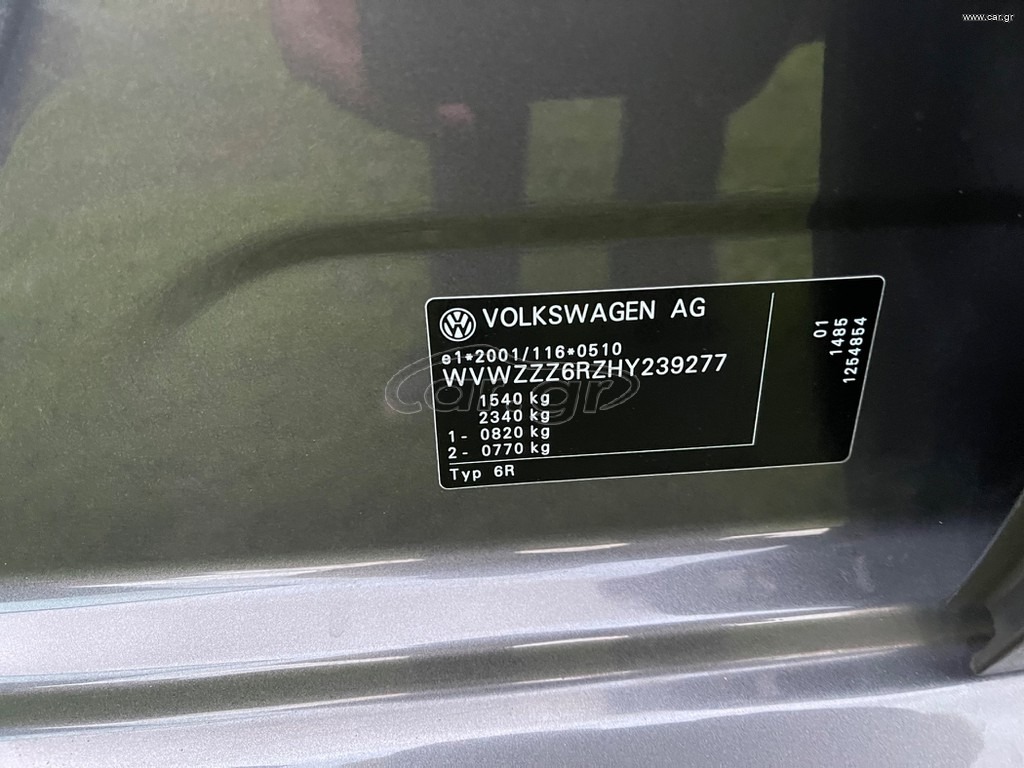 www.car.gr
VOLKSWAGEN AG
e1*2001/116*0510
WVWZZZ6RZHY239277
1540 kg
2340 kg
1- 0820 kg
2- 0770 kg
Typ 6R
01
1485
1254854
car.gr